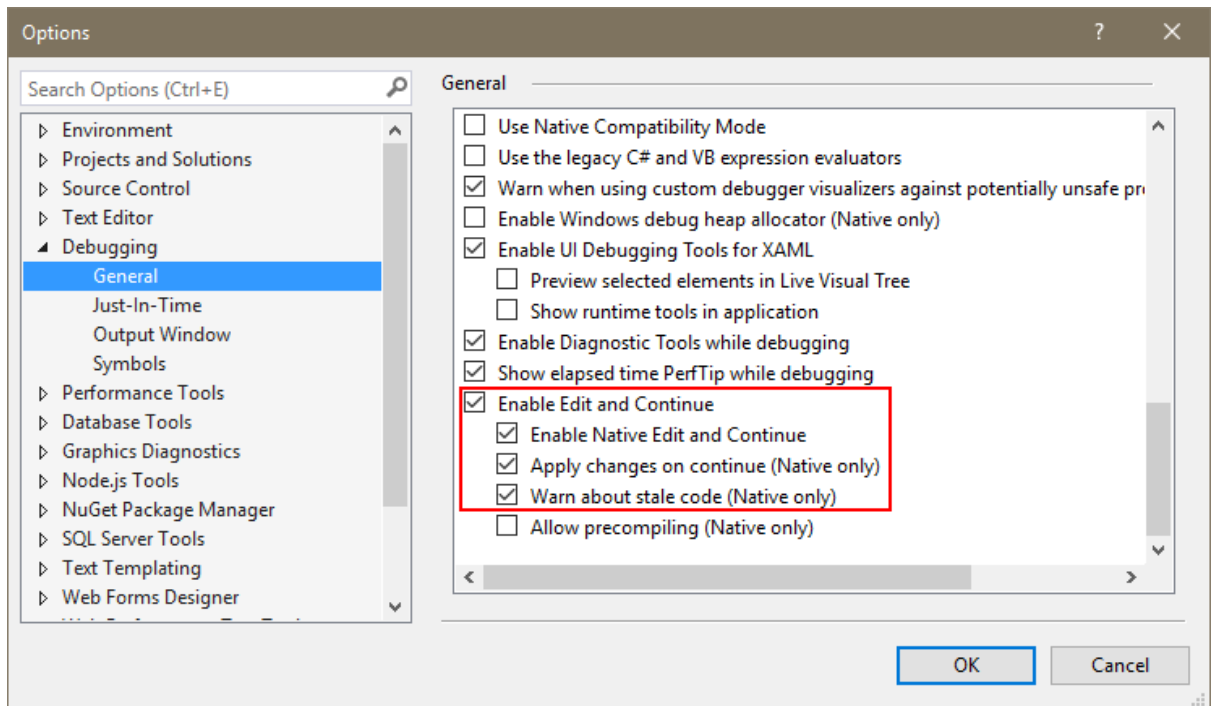 Options
?
Search Options (Ctrl+E)
Environment
Projects and Solutions
Source Control
Text Editor
Debugging
General
Just-In-Time
Output Window
Symbols
Performance Tools
Database Tools
Graphics Diagnostics
Node.js Tools
NuGet Package Manager
SQL Server Tools
Text Templating
Web Forms Designer
General
Use Native Compatibility Mode
Use the legacy C# and VB expression evaluators
Warn when using custom debugger visualizers against potentially unsafe
Enable Windows debug heap allocator (Native only)
Enable UI Debugging Tools for XAML
Preview selected elements in Live Visual Tree
Show runtime tools in application
Enable Diagnostic Tools while debugging
Show elapsed time PerfTip while debugging
Enable Edit and Continue
Enable Native Edit and Continue
Apply changes on continue (Native only)
Warn about stale code (Native only)
Allow precompiling (Native only)
OK
Cancel